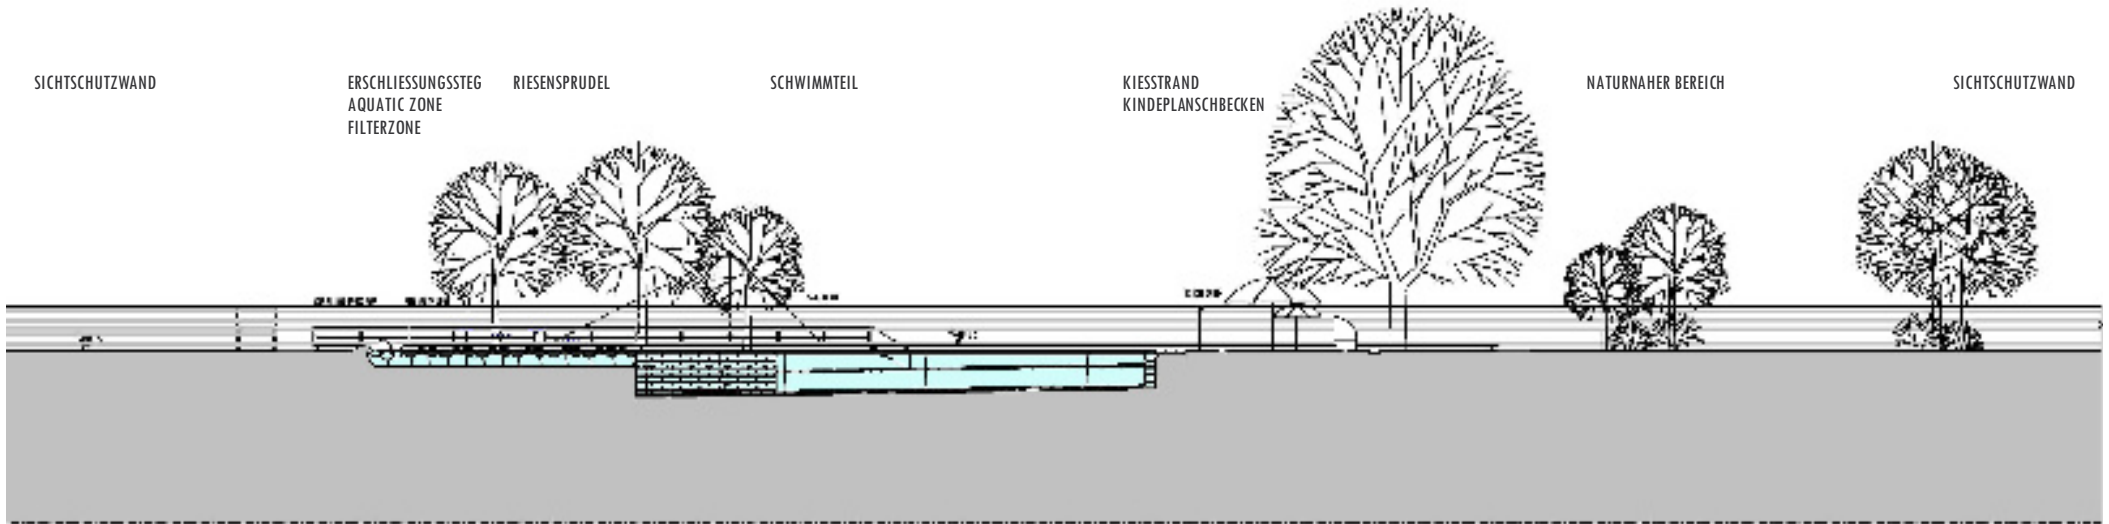 SICHTSCHUTZWAND
ERSCHLIESSUNGSSTEG
AQUATIC ZONE
FILTERZONE
RIESENSPRUDEL
SCHWIMMTEIL
KIESSTRAND
KINDEPLANSCHBECKEN
NATURNAHER BEREICH
SICHTSCHUTZWAND